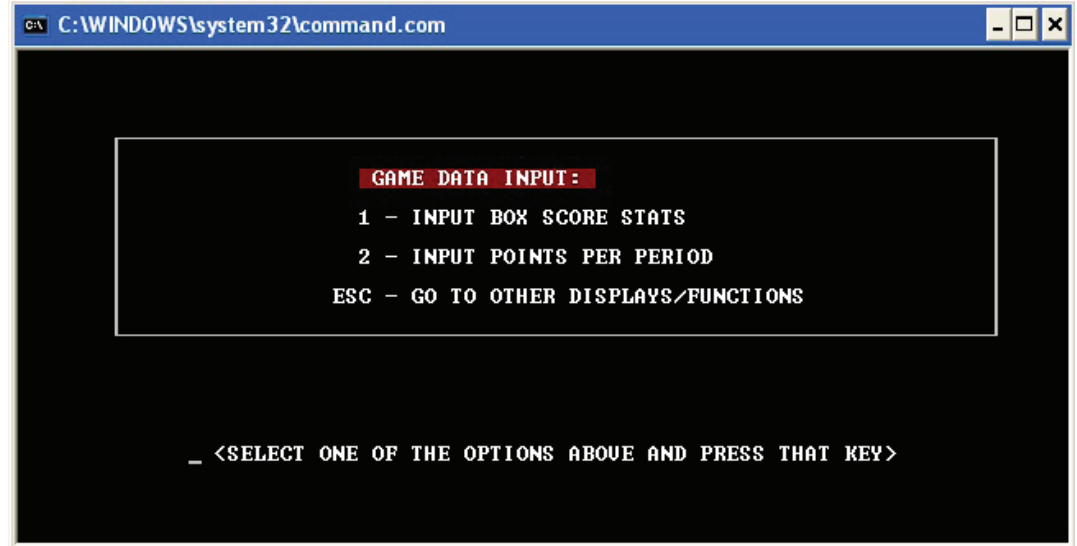 C:\WINDOWS\system32\command.com
GAME DATA INPUT:
1 - INPUT BOX SCORE STATS
2 - INPUT POINTS PER PERIOD
ESC - GO TO OTHER DISPLAYS/FUNCTIONS
_ <SELECT ONE OF THE OPTIONS ABOVE AND PRESS THAT KEY>